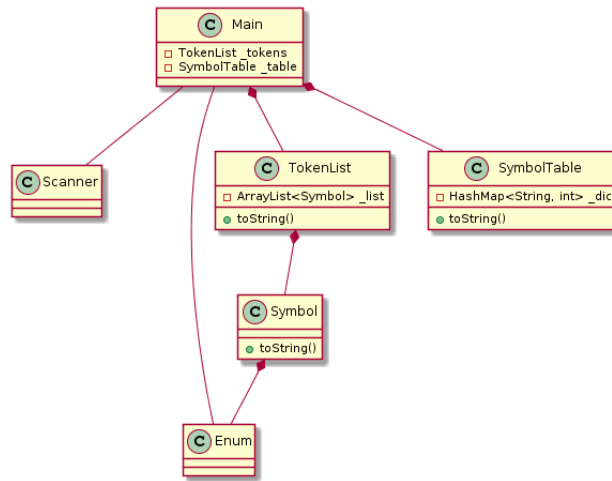 C Main
TokenList _tokens
SymbolTable _table
C Scanner
C TokenList
ArrayList<Symbol> _list
toString()
C SymbolTable
HashMap<String, int> _dic
toString()
C Symbol
toString()
C Enum